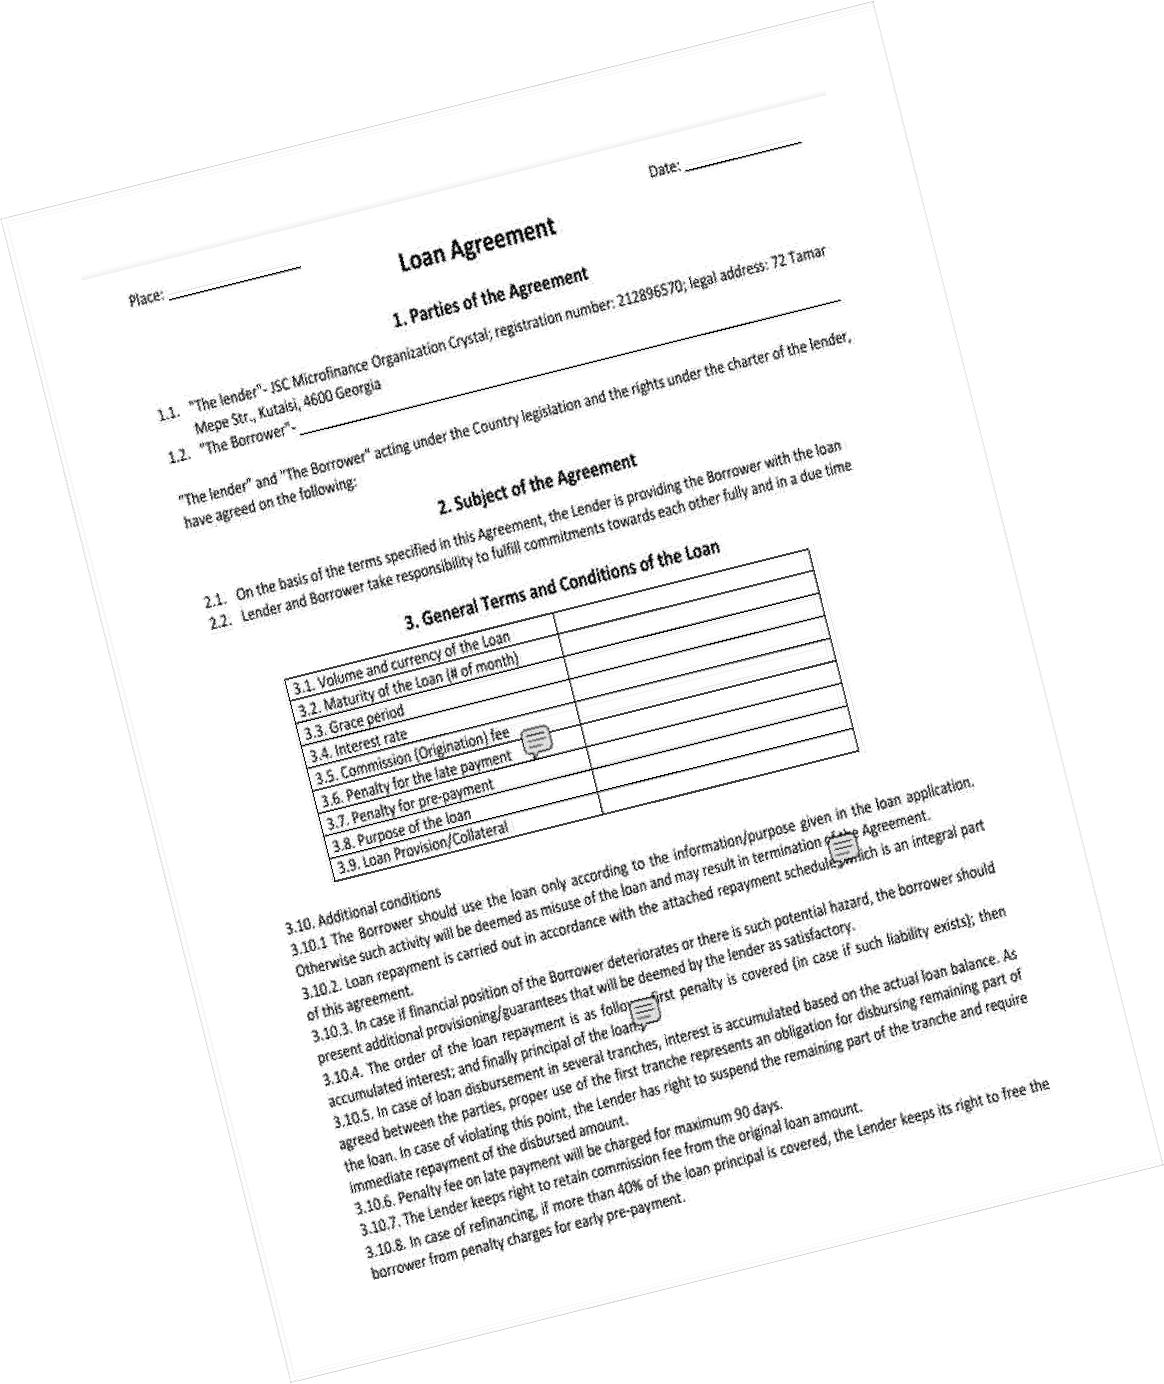 Date: ____________
Place: ____________
Loan Agreement
1. Parties of the Agreement
1.1. "The lender"- JSC Microfinance Organization Crystal; registration number: 212896570; legal address: 72 Tamar
Mepe Str., Kutaisi, 4600 Georgia
1.2. "The Borrower"- ____________
"The lender" and "The Borrower" acting under the Country legislation and the rights under the charter of the lender,
have agreed on the following:
2. Subject of the Agreement
2.1. On the basis of the terms specified in this Agreement, the Lender is providing the Borrower with the loan
2.2. Lender and Borrower take responsibility to fulfill commitments towards each other fully and in a due time
3. General Terms and Conditions of the Loan
3.1. Volume and currency of the Loan
3.2. Maturity of the Loan (# of month)
3.3. Grace period
3.4. Interest rate
3.5. Commission (Origination) fee
3.6. Penalty for the late payment
3.7. Penalty for pre-payment
3.8. Purpose of the loan
3.9. Loan Provision/Collateral
3.10. Additional conditions
3.10.1 The Borrower should use the loan only according to the information/purpose given in the loan application.
Otherwise such activity will be deemed as misuse of the loan and may result in termination of the Agreement.
3.10.2. Loan repayment is carried out in accordance with the attached repayment schedule, which is an integral part
of this agreement.
3.10.3. In case if financial position of the Borrower deteriorates or there is such potential hazard, the borrower should
present additional provisioning/guarantees that will be deemed by the lender as satisfactory.
3.10.4. The order of the loan repayment is as follows: first penalty is covered (in case if such liability exists); then
accumulated interest; and finally principal of the loan.
3.10.5. In case of loan disbursement in several tranches, interest is accumulated based on the actual loan balance. As
agreed between the parties, proper use of the first tranche represents an obligation for disbursing remaining part of
the loan. In case of violating this point, the Lender has right to suspend the remaining part of the tranche and require
immediate repayment of the disbursed amount.
3.10.6. Penalty fee on late payment will be charged for maximum 90 days.
3.10.7. The Lender keeps right to retain commission fee from the original loan amount.
3.10.8. In case of refinancing, if more than 40% of the loan principal is covered, the Lender keeps its right to free the
borrower from penalty charges for early pre-payment.